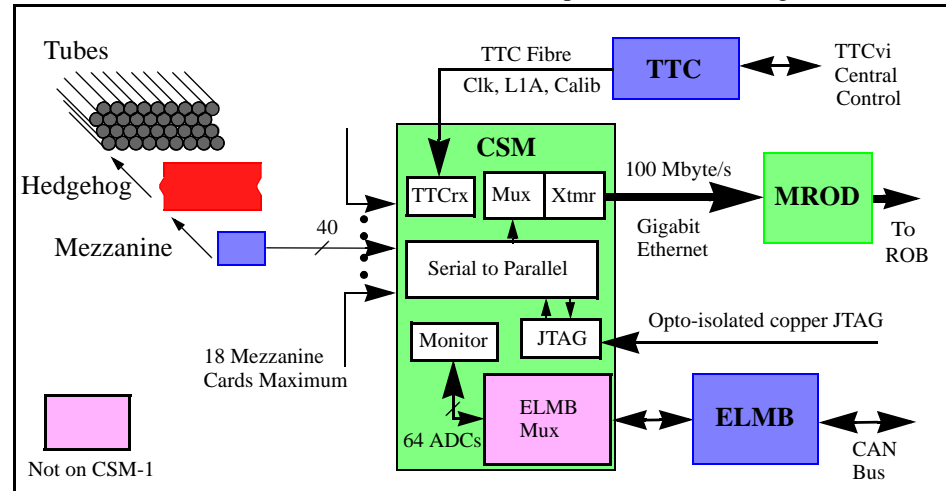 Tubes
Hedgehog
Mezzanine
40
18 Mezzanine
Cards Maximum
Not on CSM-1
TTC Fibre
Clk, L1A, Calib
TTC
TTCvi
Central
Control
CSM
TTCrx
Mux
Xtmr
Serial to Parallel
Monitor
JTAG
64 ADCs
ELMB
Mux
100 Mbyte/s
Gigabit
Ethernet
MROD
To
ROB
Opto-isolated copper JTAG
ELMB
CAN
Bus